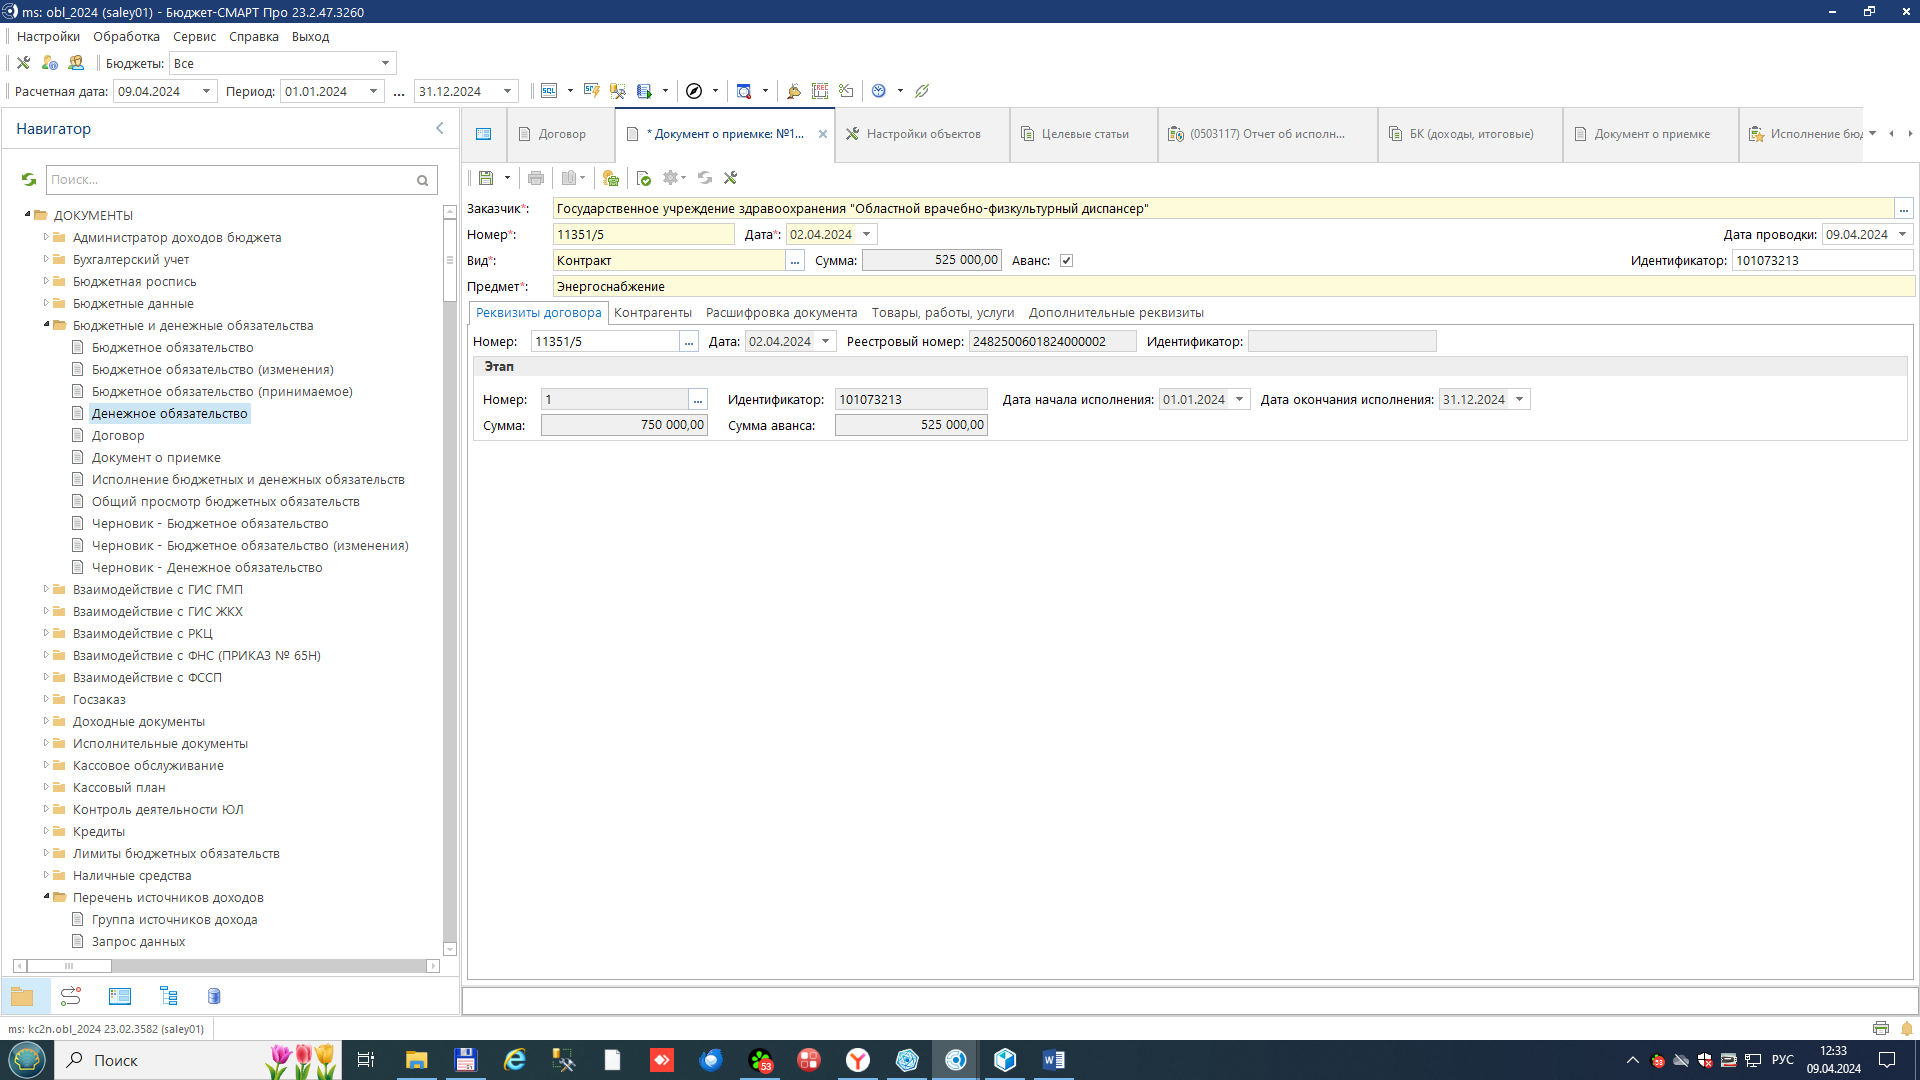 ms: obl_2024 (saley01) - Бюджет-СМАРТ Про 23.2.47.3260
Настройки Обработка Сервис Справка Выход
Бюджеты: Все
Расчетная дата: 09.04.2024 Период: 01.01.2024 ... 31.12.2024
Навигатор
Поиск...
ДОКУМЕНТЫ
Администратор доходов бюджета
Бухгалтерский учет
Бюджетная роспись
Бюджетные данные
Бюджетные и денежные обязательства
Бюджетное обязательство
Бюджетное обязательство (изменения)
Бюджетное обязательство (принимаемое)
Денежное обязательство
Договор
Документ о приемке
Исполнение бюджетных и денежных обязательств
Общий просмотр бюджетных обязательств
Черновик - Бюджетное обязательство
Черновик - Бюджетное обязательство (изменения)
Черновик - Денежное обязательство
Взаимодействие с ГИС ГМП
Взаимодействие с ГИС ЖКХ
Взаимодействие с РКЦ
Взаимодействие с ФНС (ПРИКАЗ № 65Н)
Взаимодействие с ФССП
Госзаказ
Доходные документы
Исполнительные документы
Кассовое обслуживание
Кассовый план
Контроль деятельности ЮЛ
Кредиты
Лимиты бюджетных обязательств
Наличные средства
Перечень источников доходов
Группа источников дохода
Запрос данных
Договор * Документ о приемке: №1... Настройки объектов Целевые статьи (0503117) Отчет об исполн... БК (доходы, итоговые) Документ о приемке Исполнение бюд
Заказчик*: Государственное учреждение здравоохранения "Областной врачебно-физкультурный диспансер" ...
Номер*: 11351/5 Дата*: 02.04.2024 Дата проводки: 09.04.2024
Вид*: Контракт ... Сумма: 525 000,00 Аванс: Идентификатор: 101073213
Предмет*: Энергоснабжение
Реквизиты договора Контрагенты Расшифровка документа Товары, работы, услуги Дополнительные реквизиты
Номер: 11351/5 ... Дата: 02.04.2024 Реестровый номер: 2482500601824000002 Идентификатор:
Этап
Номер: 1 ... Идентификатор: 101073213 Дата начала исполнения: 01.01.2024 Дата окончания исполнения: 31.12.2024
Сумма: 750 000,00 Сумма аванса: 525 000,00
ms: kc2n.obl_2024 23.02.3582 (saley01)
Поиск
53
53
РУС
12:33
09.04.2024